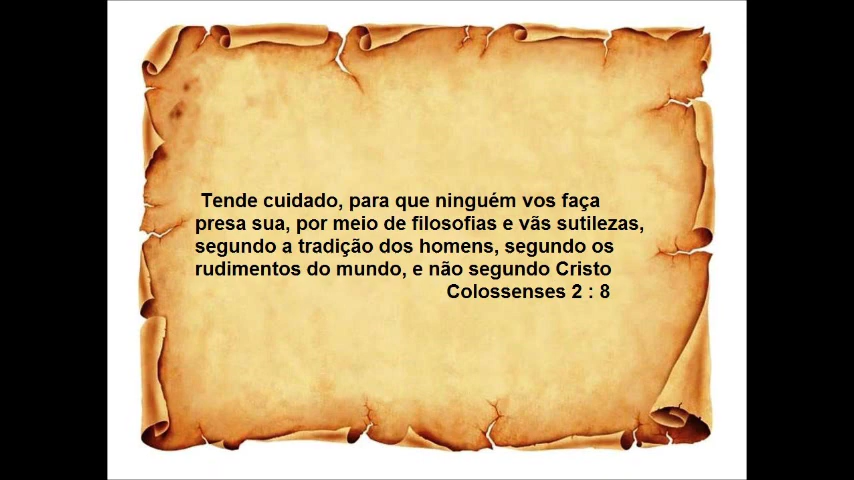 Tende cuidado, para que ninguém vos faça
presa sua, por meio de filosofias e vãs sutilezas,
segundo a tradição dos homens, segundo os
rudimentos do mundo, e não segundo Cristo
Colossenses 2 : 8